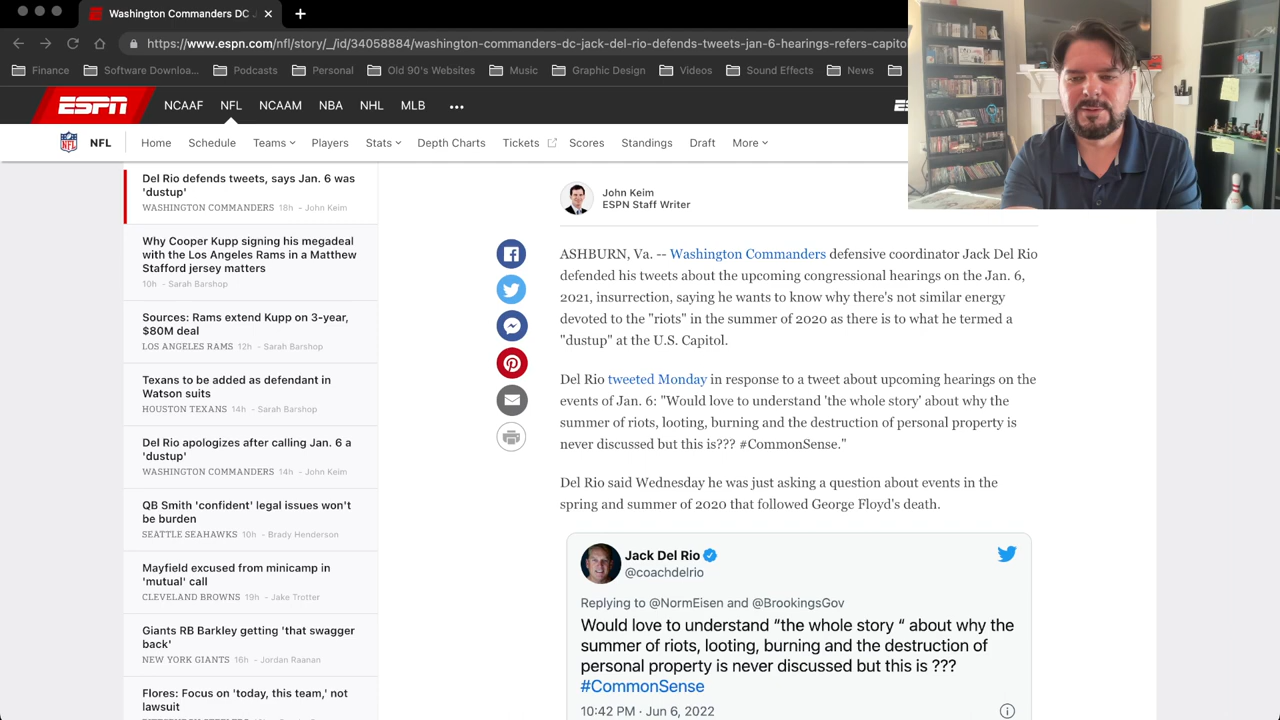 Washington Commanders DC J
https://www.espn.com/nfl/story/_/id/34058884/washington-commanders-dc-jack-del-rio-defends-tweets-jan-6-hearings-refers-capito
Finance
Software Downloa...
Podcasts
Personal
Old 90's Websites
Music
Graphic Design
Videos
Sound Effects
News
ESPN
NCAAF
NFL
NCAAM
NBA
NHL
MLB
NFL
Home
Schedule
Teams
Players
Stats
Depth Charts
Tickets
Scores
Standings
Draft
More
Del Rio defends tweets, says Jan. 6 was
'dustup'
WASHINGTON COMMANDERS 18h - John Keim
Why Cooper Kupp signing his megadeal
with the Los Angeles Rams in a Matthew
Stafford jersey matters
10h - Sarah Barshop
Sources: Rams extend Kupp on 3-year,
$80M deal
LOS ANGELES RAMS 12h - Sarah Barshop
Texans to be added as defendant in
Watson suits
HOUSTON TEXANS 14h - Sarah Barshop
Del Rio apologizes after calling Jan. 6 a
'dustup'
WASHINGTON COMMANDERS 14h - John Keim
QB Smith 'confident' legal issues won't
be burden
SEATTLE SEAHAWKS 10h - Brady Henderson
Mayfield excused from minicamp in
'mutual' call
CLEVELAND BROWNS 19h - Jake Trotter
Giants RB Barkley getting 'that swagger
back'
NEW YORK GIANTS 16h - Jordan Raanan
Flores: Focus on 'today, this team,' not
lawsuit
John Keim
ESPN Staff Writer
ASHBURN, Va. -- Washington Commanders defensive coordinator Jack Del Rio
defended his tweets about the upcoming congressional hearings on the Jan. 6,
2021, insurrection, saying he wants to know why there's not similar energy
devoted to the "riots" in the summer of 2020 as there is to what he termed a
"dustup" at the U.S. Capitol.
Del Rio tweeted Monday in response to a tweet about upcoming hearings on the
events of Jan. 6: "Would love to understand 'the whole story' about why the
summer of riots, looting, burning and the destruction of personal property is
never discussed but this is??? #CommonSense."
Del Rio said Wednesday he was just asking a question about events in the
spring and summer of 2020 that followed George Floyd's death.
Jack Del Rio
@coachdelrio
Replying to @NormEisen and @BrookingsGov
Would love to understand “the whole story “ about why the
summer of riots, looting, burning and the destruction of
personal property is never discussed but this is ???
#CommonSense
10:42 PM · Jun 6, 2022